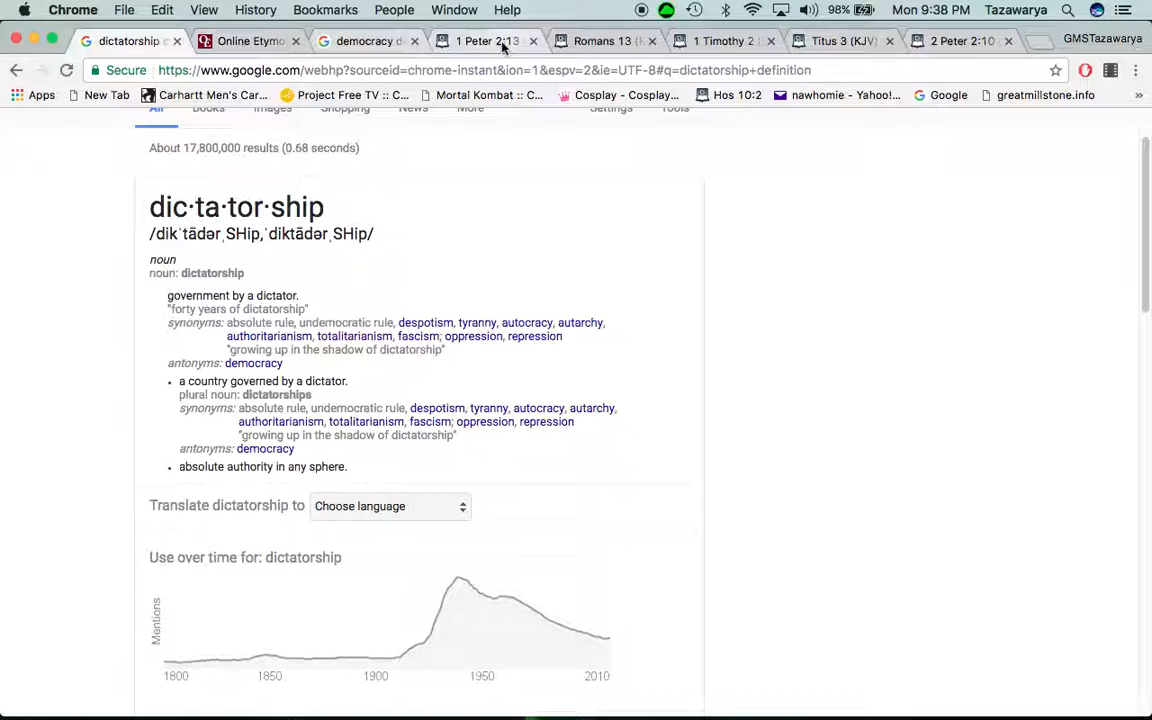 Chrome File Edit View History Bookmarks People Window Help 98% Mon 9:38 PM Tazawarya
dictatorship Online Etymo democracy d 1 Peter 2:13 Romans 13 (K 1 Timothy 2 Titus 3 (KJV) 2 Peter 2:10 GMSTazawarya
Secure https://www.google.com/webhp?sourceid=chrome-instant&ion=1&espv=2&ie=UTF-8#q=dictatorship+definition
Apps New Tab Carhartt Men's Car... Project Free TV :: C... Mortal Kombat :: C... Cosplay - Cosplay... Hos 10:2 nawhomie - Yahoo!... Google greatmillstone.info »
All Books Images Shopping News More Settings Tools
About 17,800,000 results (0.68 seconds)
dic·ta·tor·ship
/dikˈtādərˌSHip,ˈdiktādərˌSHip/
noun
noun: dictatorship
government by a dictator.
"forty years of dictatorship"
synonyms: absolute rule, undemocratic rule, despotism, tyranny, autocracy, autarchy,
authoritarianism, totalitarianism, fascism; oppression, repression
"growing up in the shadow of dictatorship"
antonyms: democracy
• a country governed by a dictator.
plural noun: dictatorships
synonyms: absolute rule, undemocratic rule, despotism, tyranny, autocracy, autarchy,
authoritarianism, totalitarianism, fascism; oppression, repression
"growing up in the shadow of dictatorship"
antonyms: democracy
• absolute authority in any sphere.
Translate dictatorship to Choose language
Use over time for: dictatorship
Mentions
1800 1850 1900 1950 2010